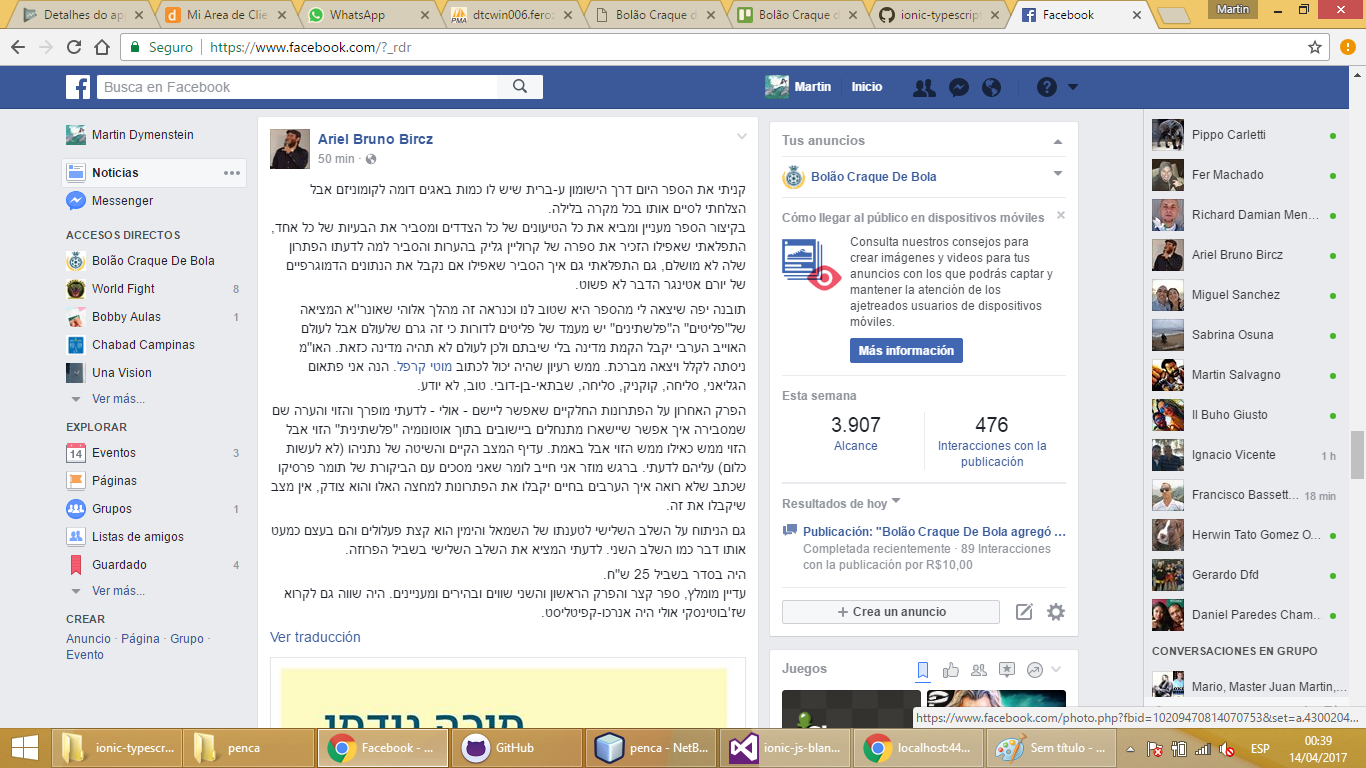 Detalhes do ap
Mi Area de Clie
WhatsApp
dtcwin006.fero
Bolão Craque d
Bolão Craque d
ionic-typescript
Facebook
Martin
Seguro
https://www.facebook.com/?_rdr
Busca en Facebook
Martin
Inicio
Martin Dymenstein
Noticias
Messenger
ACCESOS DIRECTOS
Bolão Craque De Bola
World Fight 8
Bobby Aulas 1
Chabad Campinas
Una Vision
Ver más...
EXPLORAR
14 Eventos 3
Páginas
Grupos 1
Listas de amigos
Guardado 4
Ver más...
CREAR
Anuncio · Página · Grupo ·
Evento
Ariel Bruno Bircz
50 min ·
קניתי את הספר היום דרך הישומון ע-ברית שיש לו כמות באגים דומה לקומוניזם אבל
הצלחתי לסיים אותו בכל מקרה בלילה.
בקיצור הספר מעניין ומביא את כל הטיעונים של כל הצדדים ומסביר את הבעיות של כל אחד,
התפלאתי שאפילו הזכיר את ספרה של קרוליין גליק בהערות והסביר למה לדעתו הפתרון
שלה לא מושלם, גם התפלאתי גם איך הסביר שאפילו אם נקבל את הנתונים הדמוגרפיים
של יורם אטינגר הדבר לא פשוט.
תובנה יפה שיצאה לי מהספר היא שטוב לנו וכנראה זה מהלך אלוהי שאונר"א המציאה
של"פליטים" ה"פלשתינים" יש מעמד של פליטים לדורות כי זה גרם שלעולם אבל לעולם
האוייב הערבי יקבל הקמת מדינה בלי שיבתם ולכן לעולם לא תהיה מדינה כזאת. האו"מ
ניסתה לקלל ויצאה מברכת. ממש רעיון שהיה יכול לכתוב מוטי קרפל. הנה אני פתאום
הגליאני, סליחה, קוקניק, סליחה, שבתאי-בן-דובי. טוב, לא יודע.
הפרק האחרון על הפתרונות החלקיים שאפשר ליישם - אולי - לדעתי מופרך והזוי והערה שם
שמסבירה איך אפשר שיישארו מתנחלים ביישובים בתוך אוטונומיה "פלשתינית" הזוי אבל
הזוי ממש כאילו ממש הזוי אבל באמת. עדיף המצב הקיים והשיטה של נתניהו (לא לעשות
כלום) עליהם לדעתי. ברגש מוזר אני חייב לומר שאני מסכים עם הביקורת של תומר פרסיקו
שכתב שלא רואה איך הערבים בחיים יקבלו את הפתרונות למחצה האלו והוא צודק, אין מצב
שיקבלו את זה.
גם הניתוח על השלב השלישי לטענתו של השמאל והימין הוא קצת פעלולים והם בעצם כמעט
אותו דבר כמו השלב השני. לדעתי המציא את השלב השלישי בשביל הפרוזה.
היה בסדר בשביל 25 ש"ח.
עדיין מומלץ, ספר קצר והפרק הראשון והשני שווים ובהירים ומעניינים. היה שווה גם לקרוא
שז'בוטינסקי אולי היה אנרכו-קפיטליסט.
Ver traducción
Tus anuncios
Bolão Craque De Bola
Cómo llegar al público en dispositivos móviles
Consulta nuestros consejos para
crear imágenes y videos para tus
anuncios con los que podrás captar y
mantener la atención de los
ajetreados usuarios de dispositivos
móviles.
Más información
Esta semana
3.907 476
Alcance Interacciones con la
publicación
Resultados de hoy
Publicación: "Bolão Craque De Bola agregó ...
Completada recientemente · 89 Interacciones
con la publicación por R$10,00
+ Crea un anuncio
Juegos
Pippo Carletti
Fer Machado
Richard Damian Men...
Ariel Bruno Bircz
Miguel Sanchez
Sabrina Osuna
Martin Salvagno
Il Buho Giusto
Ignacio Vicente 1 h
Francisco Bassett... 18 min
Herwin Tato Gomez O...
Gerardo Dfd
Daniel Paredes Cham...
CONVERSACIONES EN GRUPO
Mario, Master Juan Martin,...
https://www.facebook.com/photo.php?fbid=10209470814070753&set=a.4300204...
ionic-typescr...
penca
Facebook - ...
GitHub
penca - NetB...
ionic-js-blan...
localhost:44...
Sem título - ...
ESP
00:39
14/04/2017